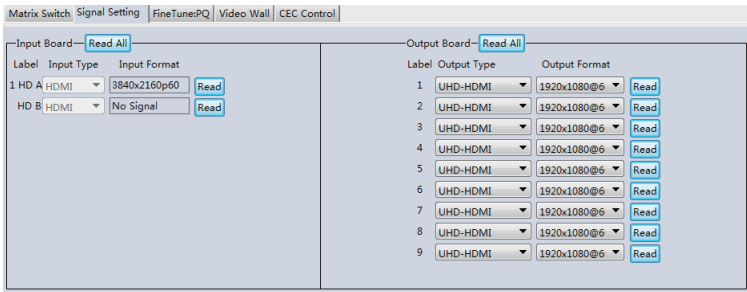 Matrix Switch Signal Setting FineTune:PQ Video Wall CEC Control
Input Board Read All
Label Input Type Input Format
1 HD A HDMI 3840x2160p60 Read
HD B HDMI No Signal Read
Output Board Read All
Label Output Type Output Format
1 UHD-HDMI 1920x1080@6 Read
2 UHD-HDMI 1920x1080@6 Read
3 UHD-HDMI 1920x1080@6 Read
4 UHD-HDMI 1920x1080@6 Read
5 UHD-HDMI 1920x1080@6 Read
6 UHD-HDMI 1920x1080@6 Read
7 UHD-HDMI 1920x1080@6 Read
8 UHD-HDMI 1920x1080@6 Read
9 UHD-HDMI 1920x1080@6 Read